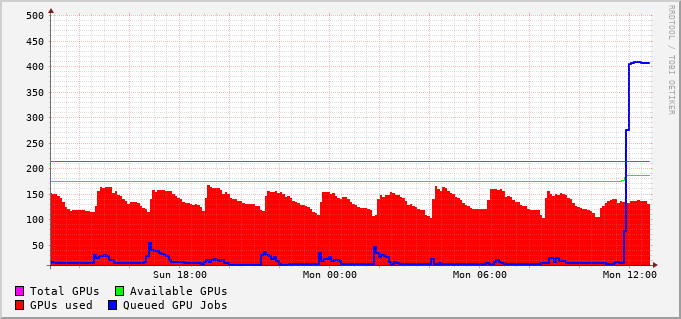 RRDTOOL / TOBI OETIKER
500
450
400
350
300
250
200
150
100
50
Sun 18:00 Mon 00:00 Mon 06:00 Mon 12:00
Total GPUs Available GPUs
GPUs used Queued GPU Jobs